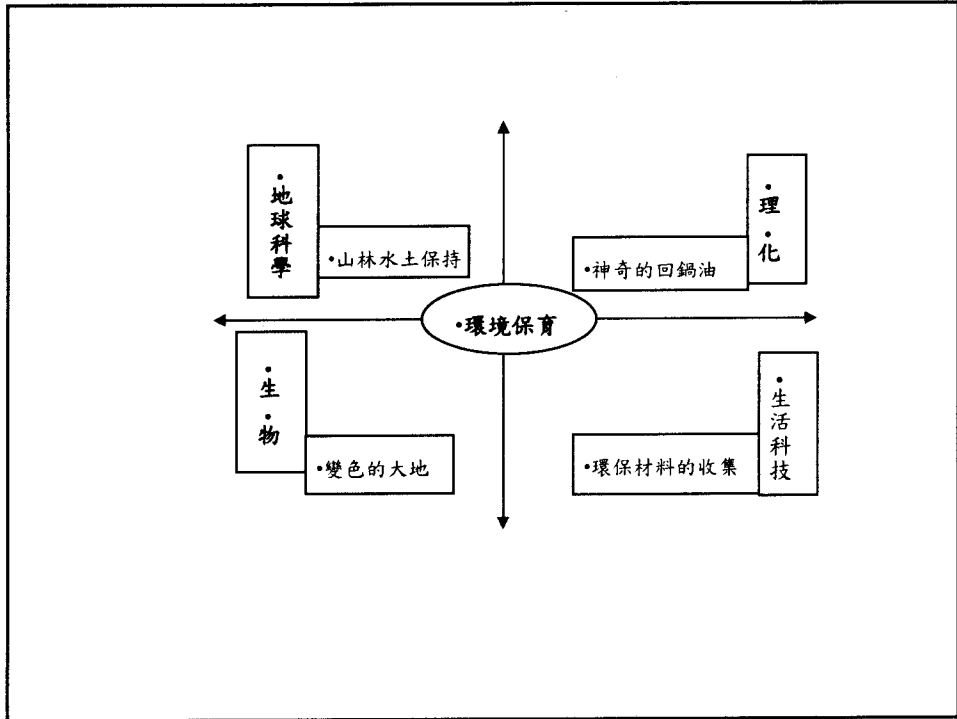 •地球科學
•山林水土保持
•理
•化
•神奇的回鍋油
•環境保育
•生
•物
•變色的大地
•生活科技
•環保材料的收集